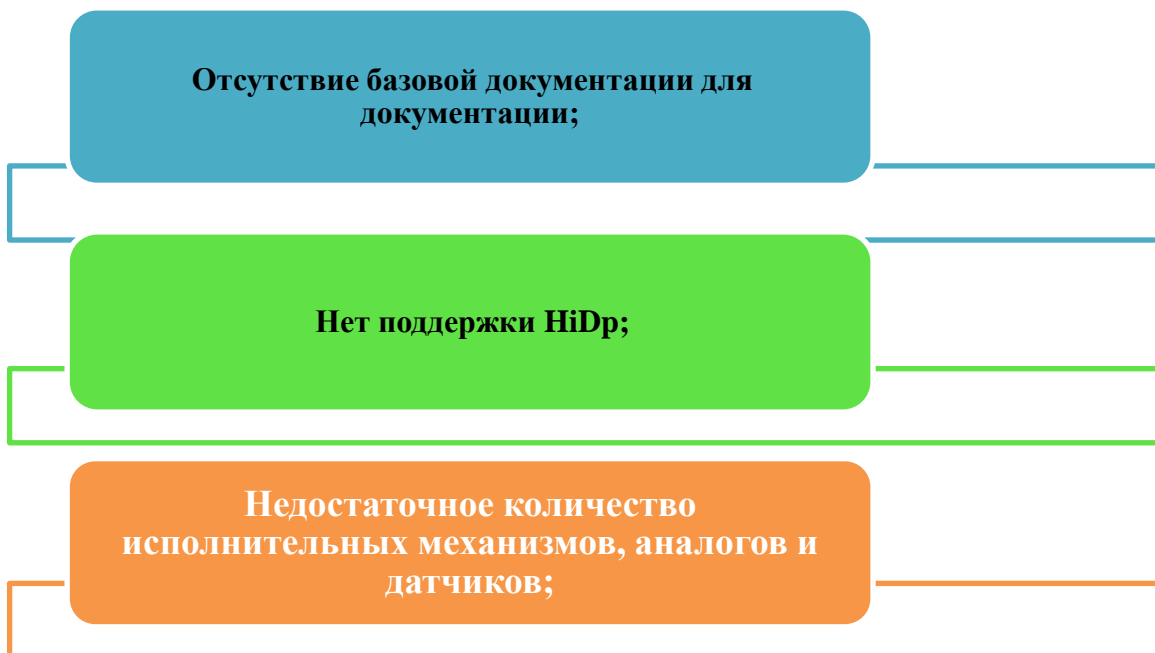 Отсутствие базовой документации для
документации;
Нет поддержки HiDp;
Недостаточное количество
исполнительных механизмов, аналогов и
датчиков;